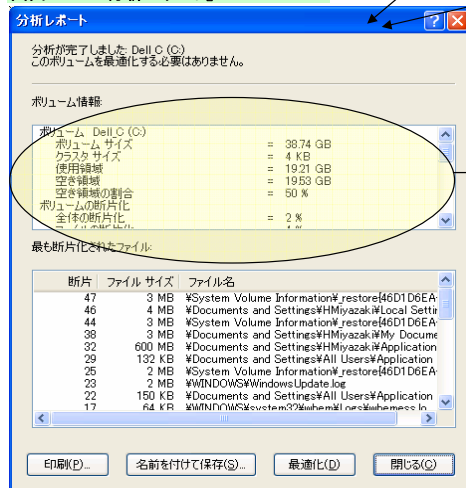 分析レポート
分析が完了しました: Dell_C (C:)
このボリュームを最適化する必要はありません。
ボリューム情報:
ボリューム Dell_C (C:)
ボリューム サイズ = 38.74 GB
クラスタ サイズ = 4 KB
使用領域 = 19.21 GB
空き領域 = 19.53 GB
空き領域の割合 = 50 %
ボリュームの断片化
全体の断片化 = 2 %
最も断片化されたファイル:
断片 ファイル サイズ ファイル名
47 3 MB ¥System Volume Information¥_restore{46D1D6EA-
46 4 MB ¥Documents and Settings¥HMiyazaki¥Local Settin
44 3 MB ¥System Volume Information¥_restore{46D1D6EA-
38 3 MB ¥Documents and Settings¥HMiyazaki¥My Docume
32 600 MB ¥Documents and Settings¥HMiyazaki¥Application
29 132 KB ¥Documents and Settings¥All Users¥Application
25 2 MB ¥System Volume Information¥_restore{46D1D6EA-
23 2 MB ¥WINDOWS¥WindowsUpdate.log
22 150 KB ¥Documents and Settings¥All Users¥Application
17 64 KB ¥WINDOWS¥system32¥wbem¥Logs¥wbemess.lo
印刷(P)... 名前を付けて保存(S)... 最適化(D) 閉じる(C)